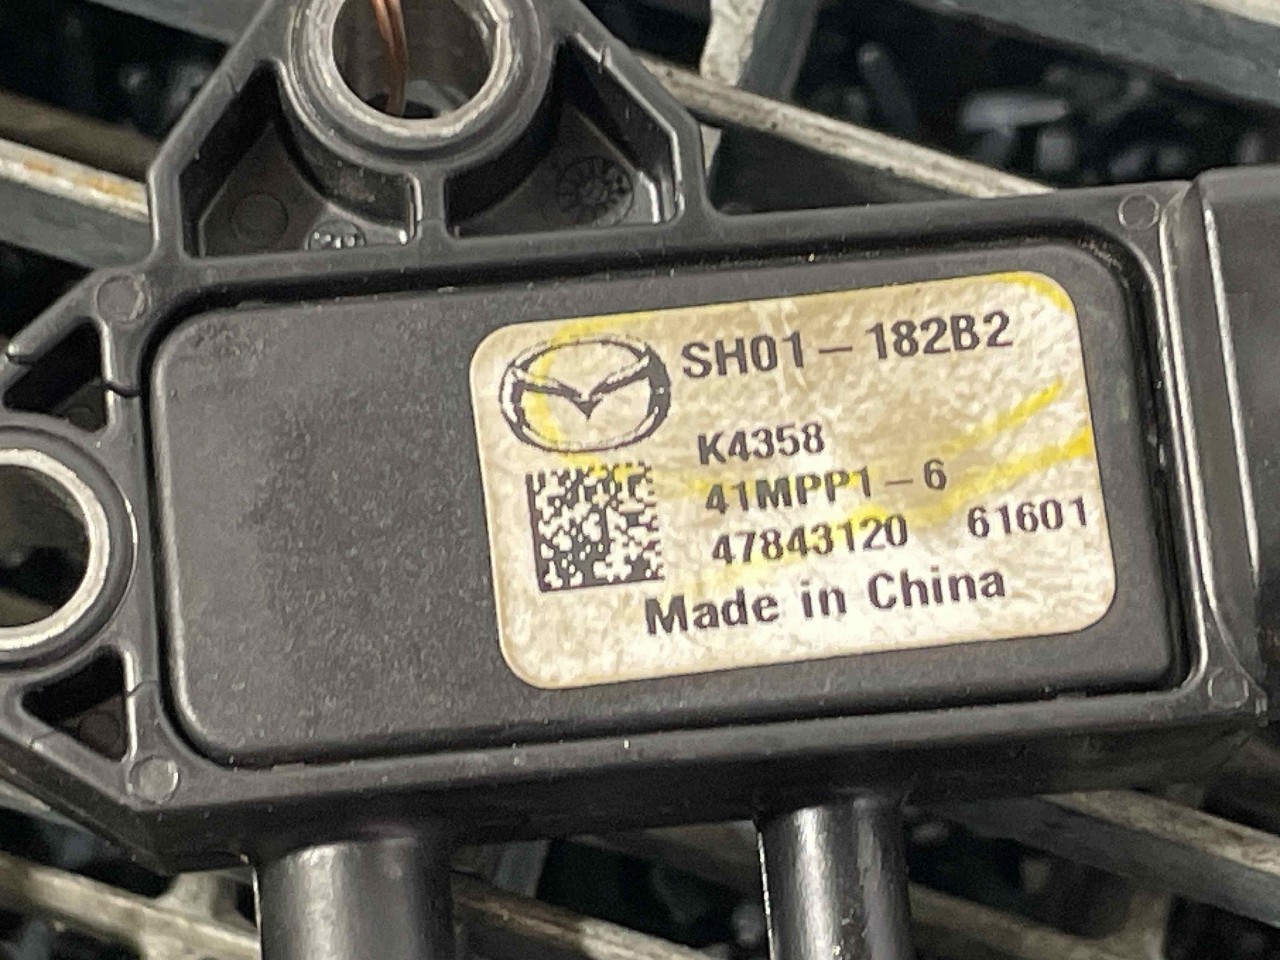 SH01-182B2
K4358
41MPP1-6
47843120 61601
Made in China